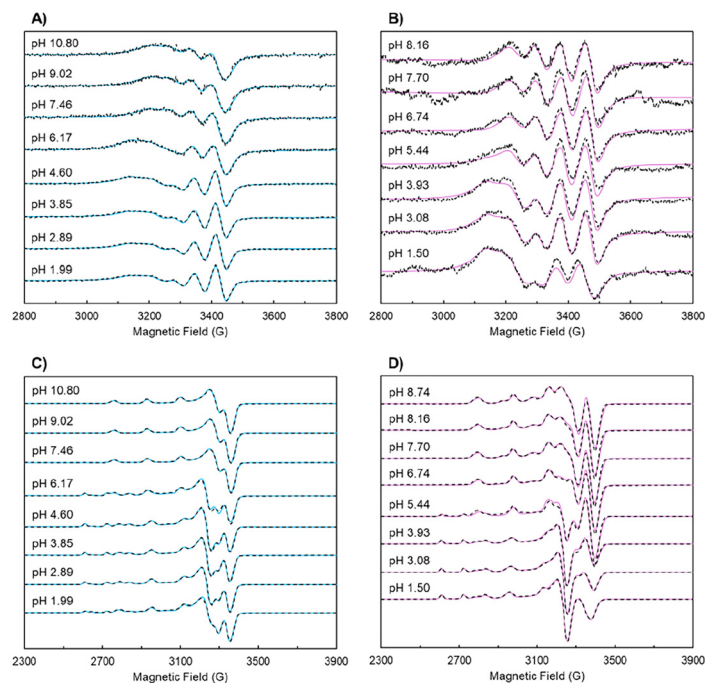 A)
pH 10.80
pH 9.02
pH 7.46
pH 6.17
pH 4.60
pH 3.85
pH 2.89
pH 1.99
2800 3000 3200 3400 3600 3800
Magnetic Field (G)
B)
pH 8.16
pH 7.70
pH 6.74
pH 5.44
pH 3.93
pH 3.08
pH 1.50
2800 3000 3200 3400 3600 3800
Magnetic Field (G)
C)
pH 10.80
pH 9.02
pH 7.46
pH 6.17
pH 4.60
pH 3.85
pH 2.89
pH 1.99
2300 2700 3100 3500 3900
Magnetic Field (G)
D)
pH 8.74
pH 8.16
pH 7.70
pH 6.74
pH 5.44
pH 3.93
pH 3.08
pH 1.50
2300 2700 3100 3500 3900
Magnetic Field (G)